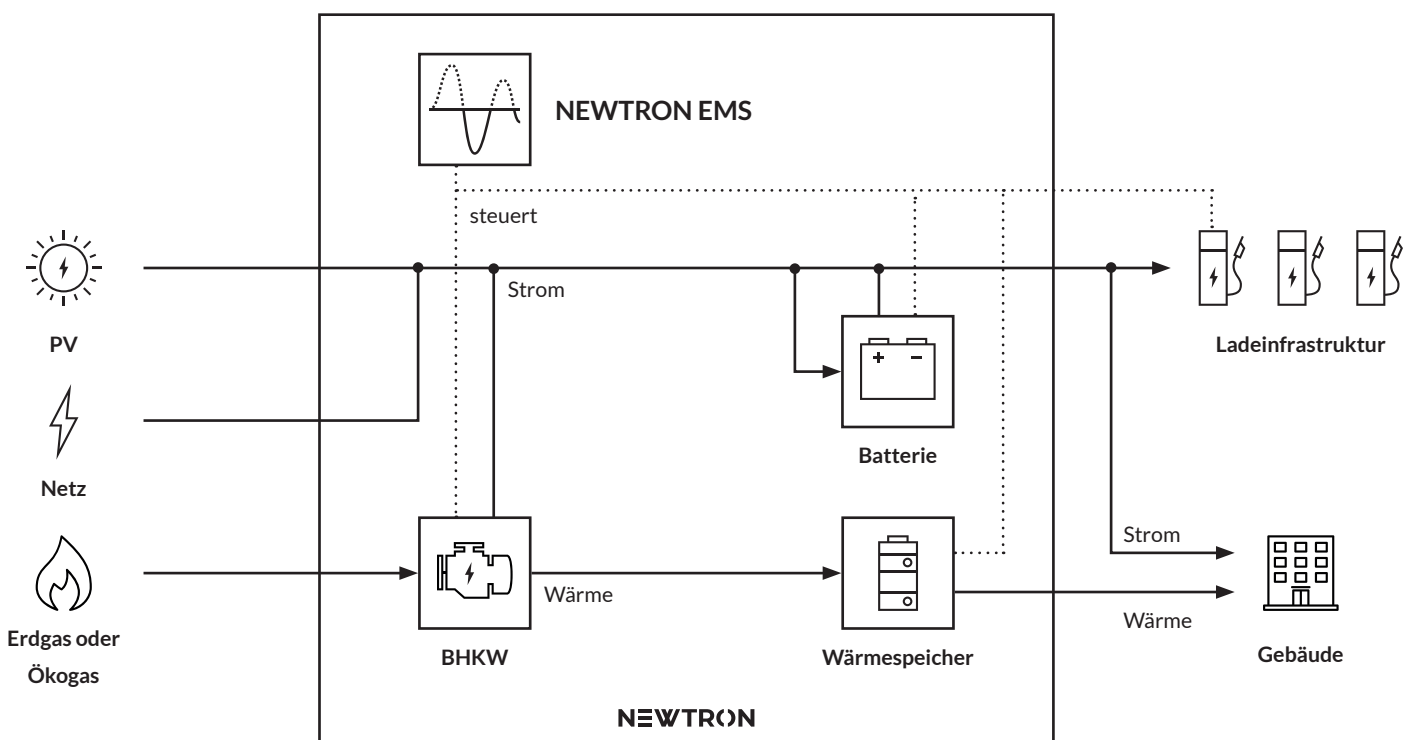 NEWTRON EMS
steuert
Strom
PV
Ladeinfrastruktur
Batterie
Netz
Strom
Wärme
Wärme
Erdgas oder
Ökogas
BHKW
Wärmespeicher
Gebäude
NEWTRON